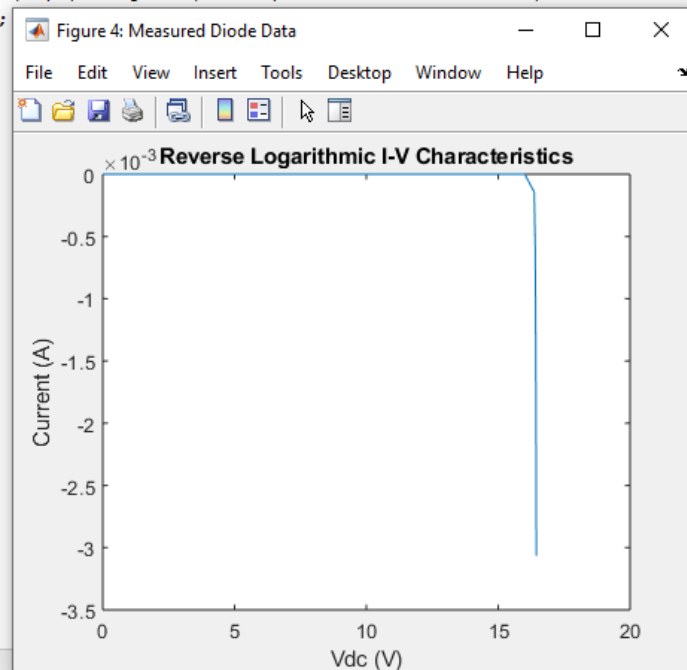 ;
Figure 4: Measured Diode Data
File Edit View Insert Tools Desktop Window Help
×10-3 Reverse Logarithmic I-V Characteristics
0
-0.5
-1
-1.5
-2
-2.5
-3
-3.5
Current (A)
0 5 10 15 20
Vdc (V)